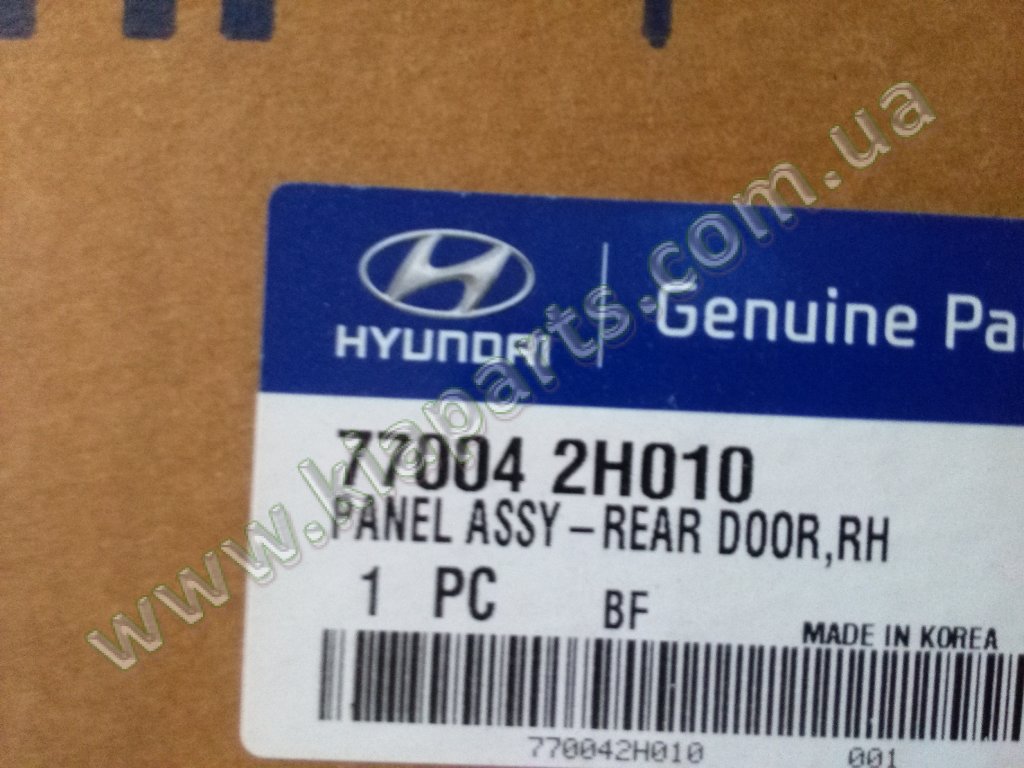 HYUNDAI
Genuine Pa
77004 2H010
PANEL ASSY-REAR DOOR,RH
1 PC BF
MADE IN KOREA
770042H010 001
www.kiaparts.com.ua